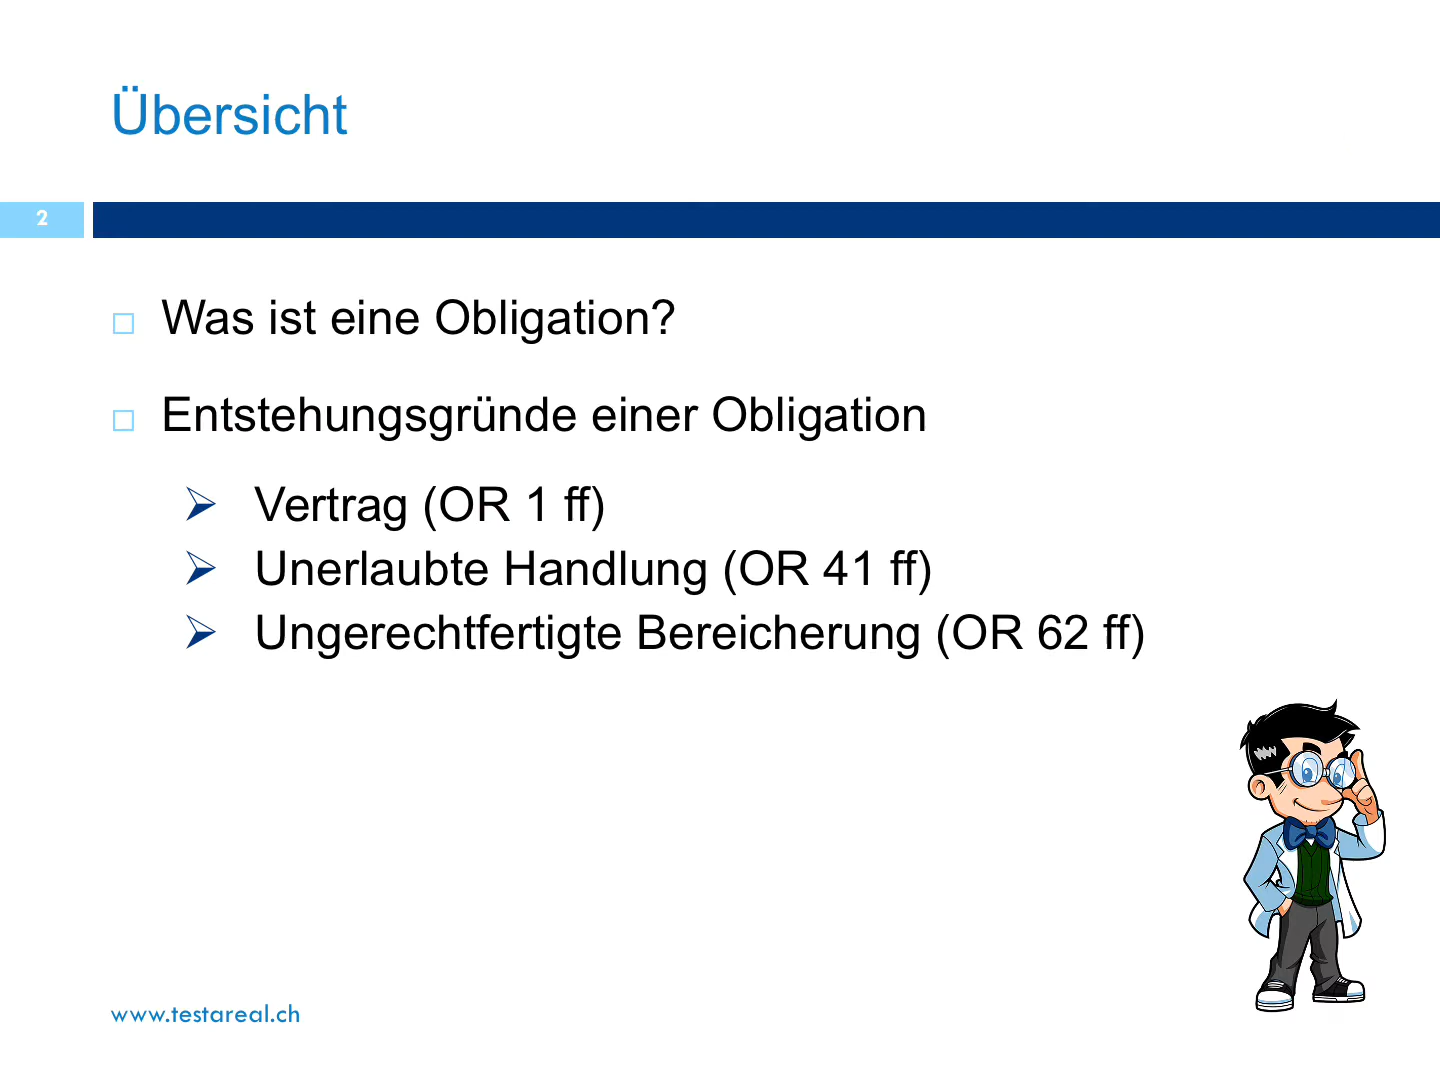 Übersicht
2
Was ist eine Obligation?
Entstehungsgründe einer Obligation
Vertrag (OR 1 ff)
Unerlaubte Handlung (OR 41 ff)
Ungerechtfertigte Bereicherung (OR 62 ff)
www.testareal.ch